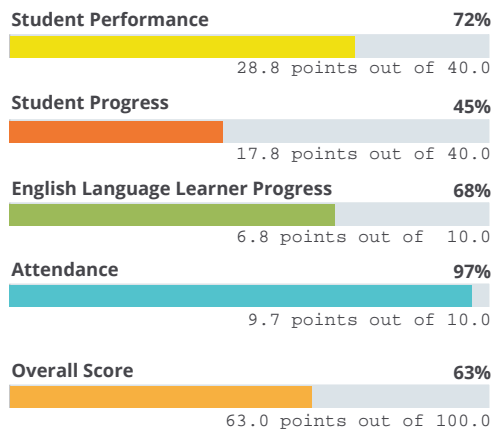 Student Performance 72%
28.8 points out of 40.0
Student Progress 45%
17.8 points out of 40.0
English Language Learner Progress 68%
6.8 points out of 10.0
Attendance 97%
9.7 points out of 10.0
Overall Score 63%
63.0 points out of 100.0